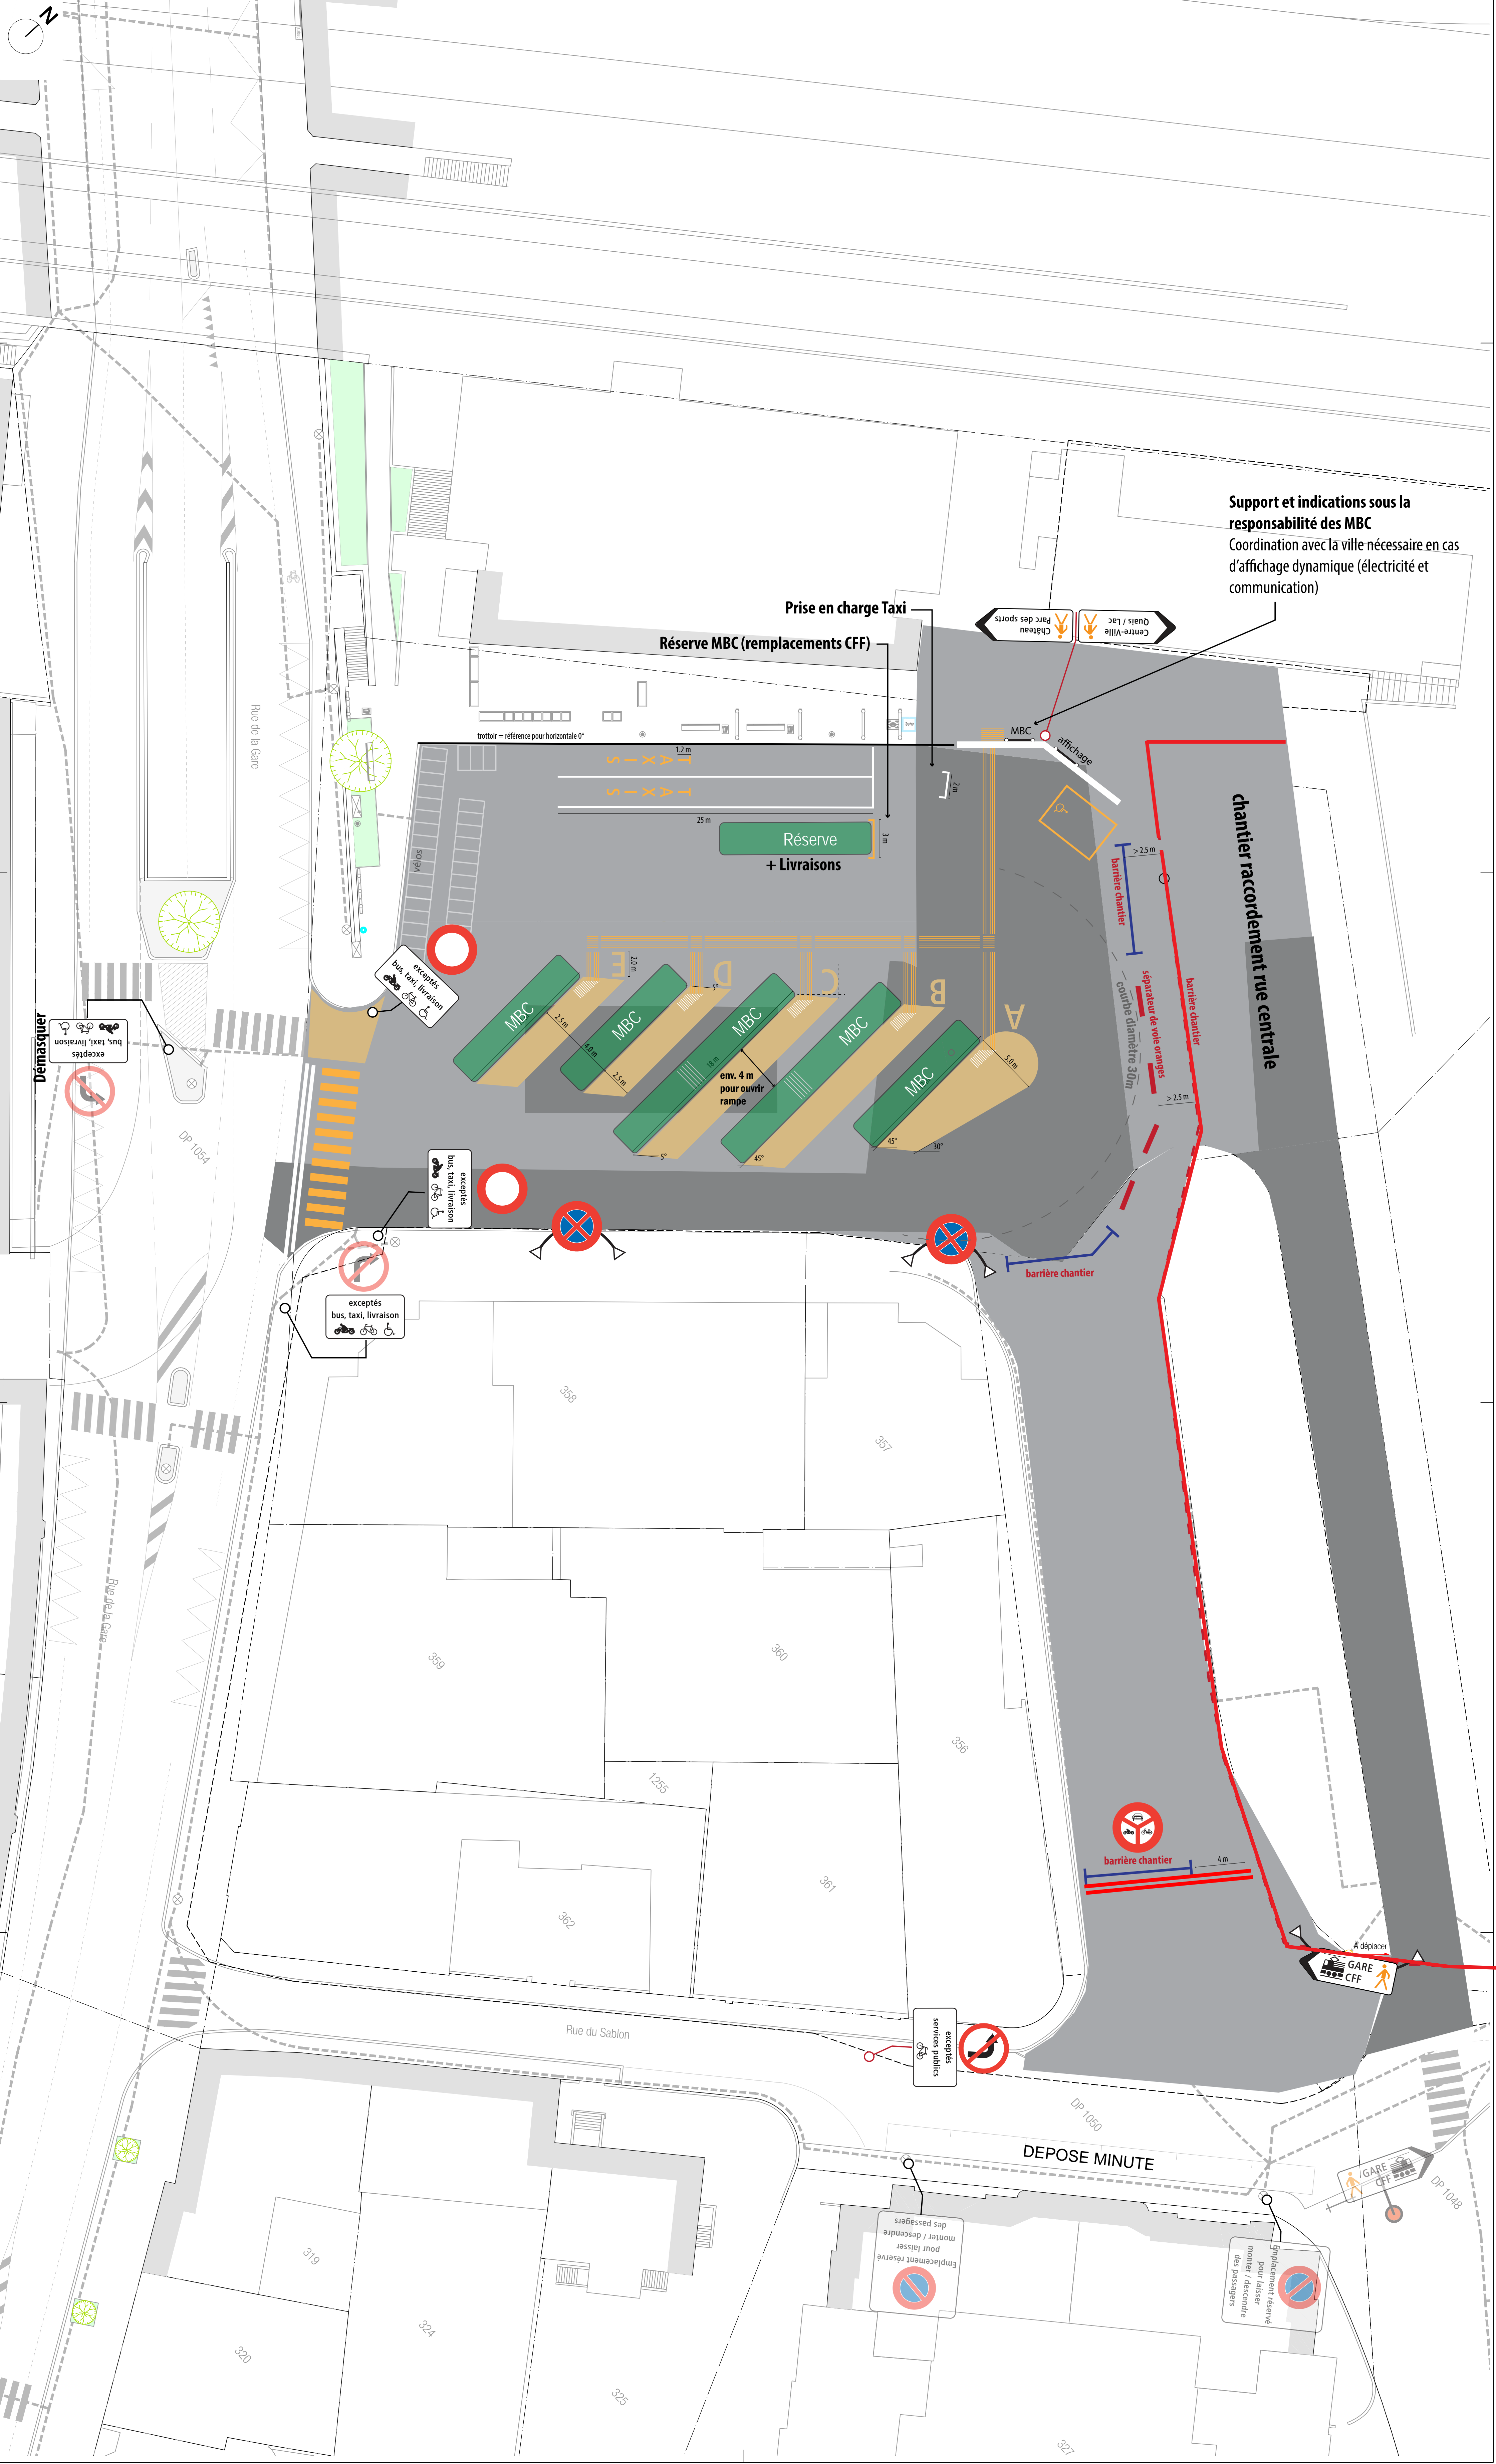 N
Support et indications sous la
responsabilité des MBC
Coordination avec la ville nécessaire en cas
d'affichage dynamique (électricité et
communication)
Prise en charge Taxi
Réserve MBC (remplacements CFF)
Château
Parc des sports
Centre-Ville
Quais / Lac
Rue de la Gare
trottoir = référence pour horizontale 0°
MBC
affichage
1.2 m
TAXIS
TAXIS
2 m
25 m
3 m
Réserve
+ Livraisons
vélos
chantier raccordement rue centrale
> 2.5 m
barrière chantier
barrière chantier
séparateur de voie oranges
courbe diamètre 30m
> 2.5 m
exceptés
bus, taxi, livraison
E
D
C
B
A
2.0 m
5°
MBC
MBC
MBC
MBC
MBC
2.5 m
4.0 m
2.5 m
18 m
env. 4 m
pour ouvrir
rampe
5.0 m
5°
45°
45°
30°
Démasquer
exceptés
bus, taxi, livraison
DP 1054
exceptés
bus, taxi, livraison
barrière chantier
exceptés
bus, taxi, livraison
358
357
Rue de la Gare
359
360
356
1255
361
362
barrière chantier
4 m
A déplacer
GARE
CFF
Rue du Sablon
exceptés
services publics
DP 1050
DEPOSE MINUTE
GARE
CFF
DP 1048
Emplacement réservé
pour laisser
monter / descendre
des passagers
Emplacement réservé
pour laisser
monter / descendre
des passagers
319
320
324
325
327